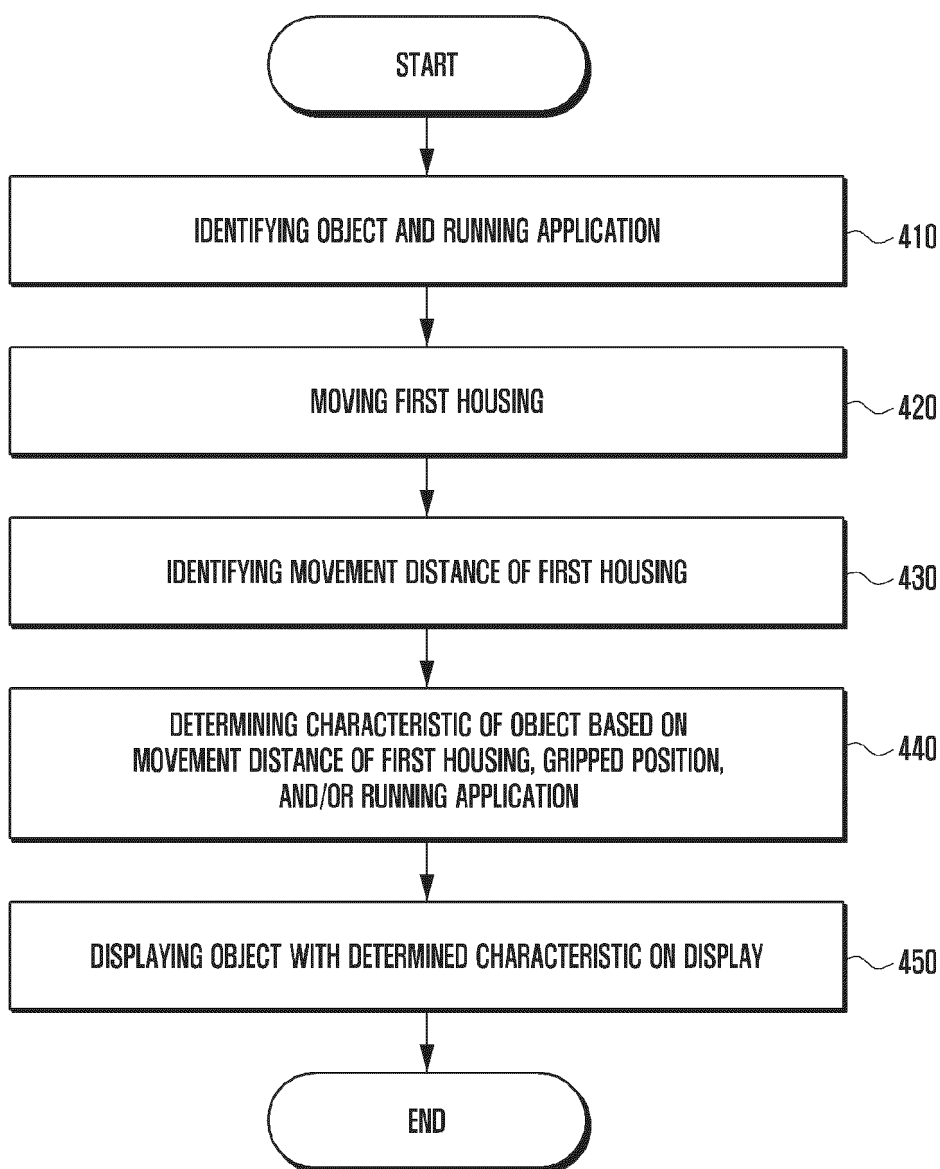 START
IDENTIFYING OBJECT AND RUNNING APPLICATION
410
MOVING FIRST HOUSING
420
IDENTIFYING MOVEMENT DISTANCE OF FIRST HOUSING
430
DETERMINING CHARACTERISTIC OF OBJECT BASED ON
MOVEMENT DISTANCE OF FIRST HOUSING, GRIPPED POSITION,
AND/OR RUNNING APPLICATION
440
DISPLAYING OBJECT WITH DETERMINED CHARACTERISTIC ON DISPLAY
450
END